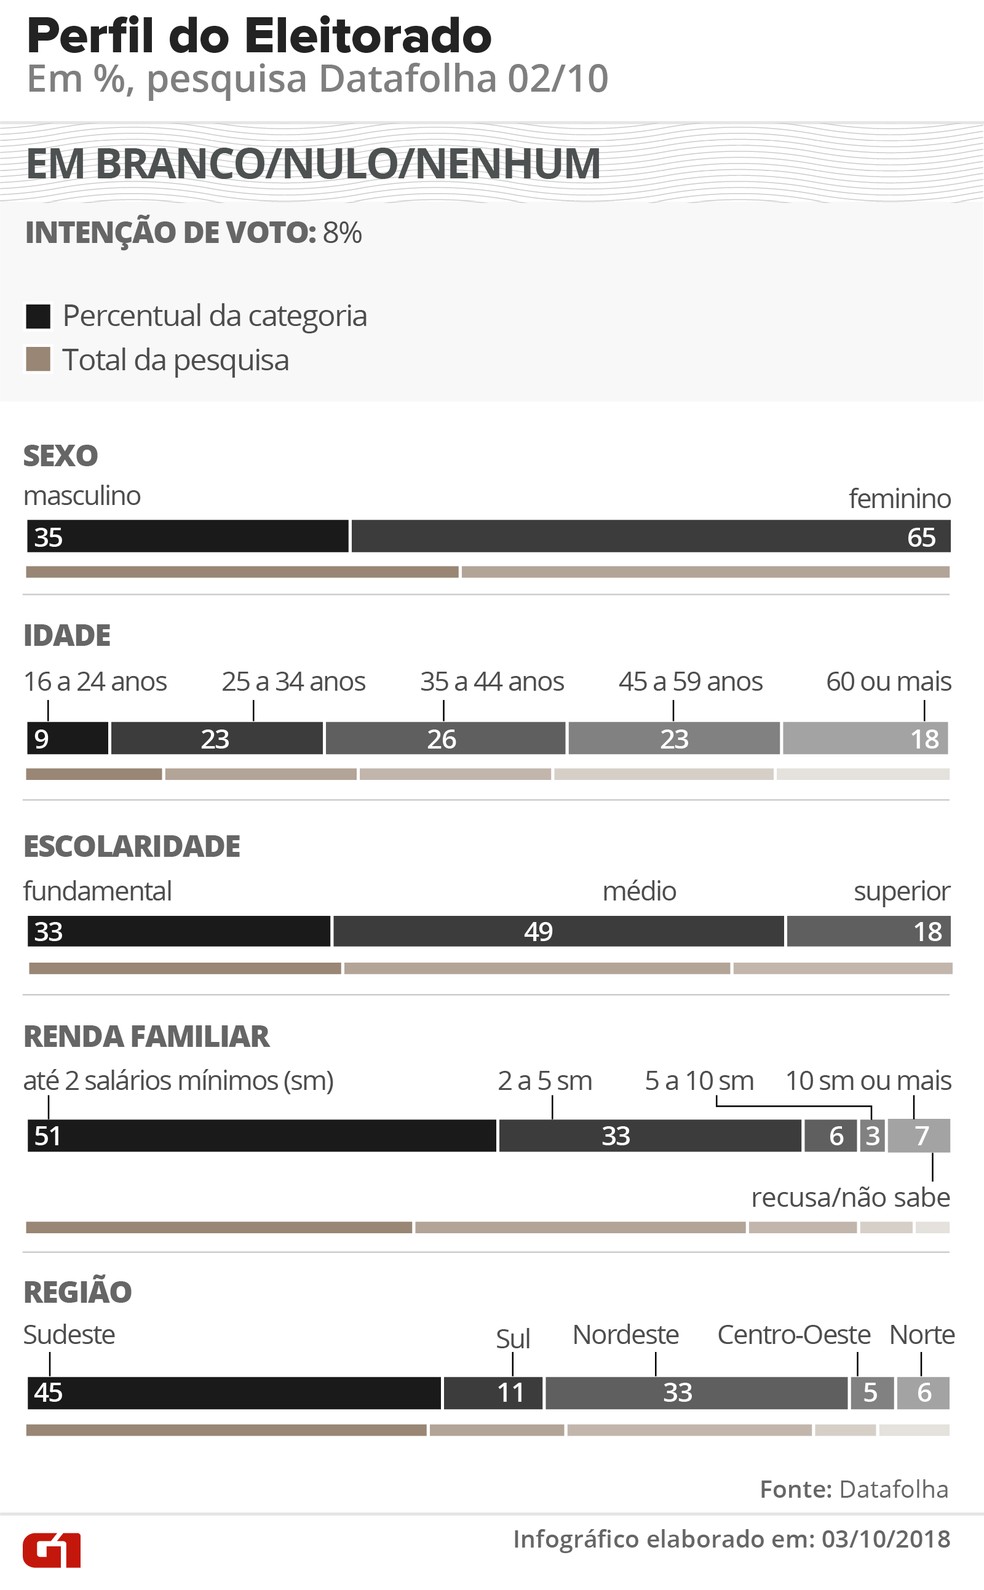 Perfil do Eleitorado
Em %, pesquisa Datafolha 02/10
EM BRANCO/NULO/NENHUM
INTENÇÃO DE VOTO: 8%
Percentual da categoria
Total da pesquisa
SEXO
masculino feminino
35 65
IDADE
16 a 24 anos 25 a 34 anos 35 a 44 anos 45 a 59 anos 60 ou mais
9 23 26 23 18
ESCOLARIDADE
fundamental médio superior
33 49 18
RENDA FAMILIAR
até 2 salários mínimos (sm) 2 a 5 sm 5 a 10 sm 10 sm ou mais
51 33 6 3 7
recusa/não sabe
REGIÃO
Sudeste Sul Nordeste Centro-Oeste Norte
45 11 33 5 6
Fonte: Datafolha
G1 Infográfico elaborado em: 03/10/2018